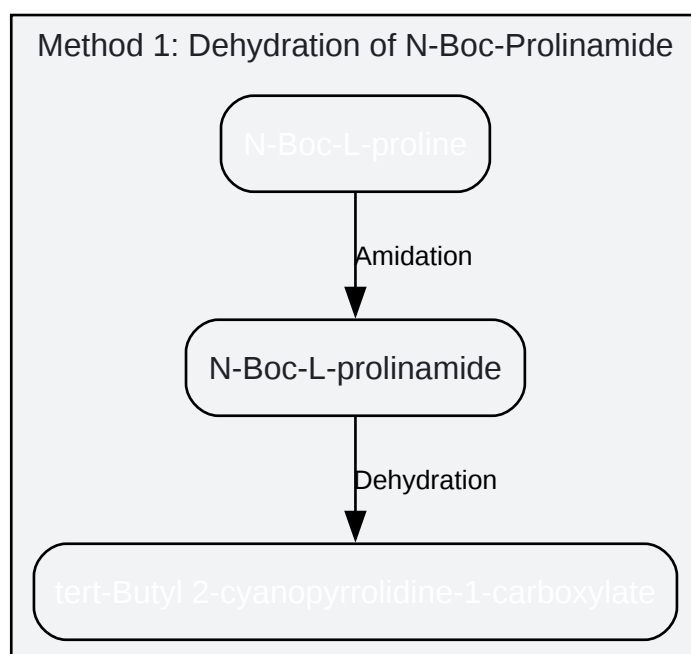 Method 1: Dehydration of N-Boc-Prolinamide
N-Boc-L-proline
Amidation
N-Boc-L-prolinamide
Dehydration
tert-Butyl 2-cyanopyrrolidine-1-carboxylate